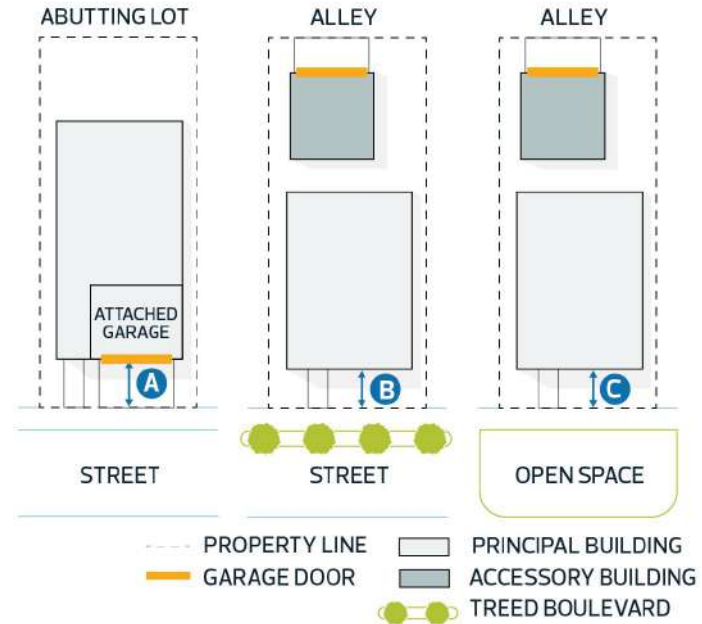 ABUTTING LOT
ALLEY
ALLEY
ATTACHED
GARAGE
A
B
C
STREET
STREET
OPEN SPACE
PROPERTY LINE
PRINCIPAL BUILDING
GARAGE DOOR
ACCESSORY BUILDING
TREED BOULEVARD